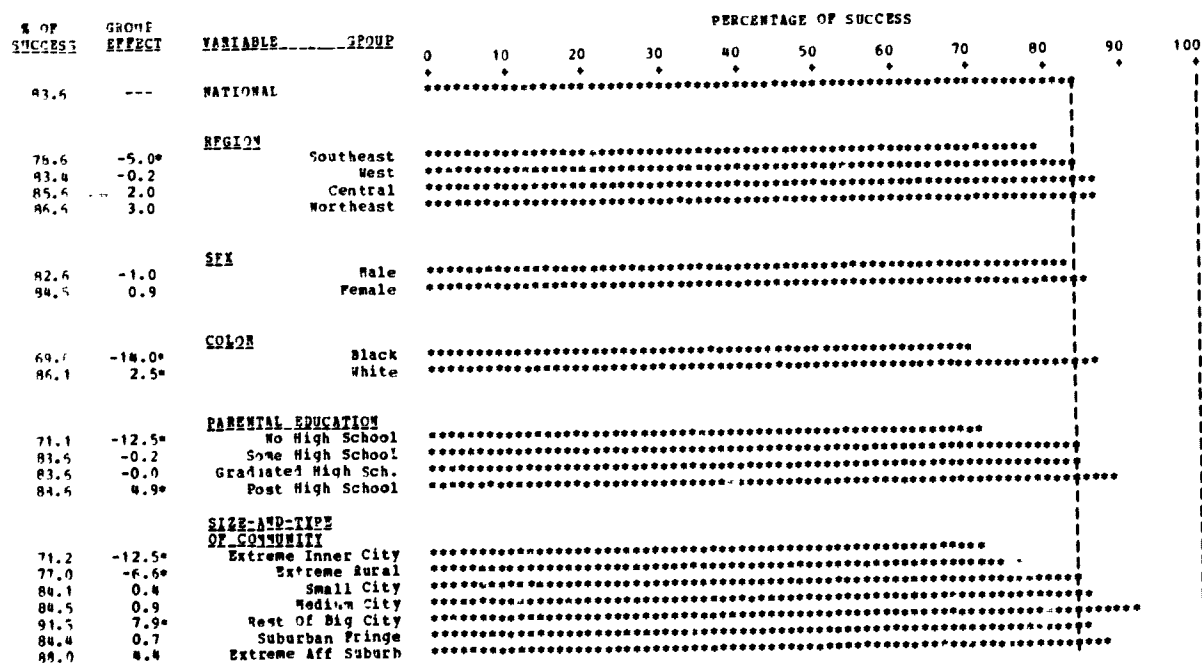 PERCENTAGE OF SUCCESS
% OF GROUP
SUCCESS EFFECT VARIABLE GROUP
0 10 20 30 40 50 60 70 80 90 100
83.6 --- NATIONAL
REGION
78.6 -5.0* Southeast
83.4 -0.2 West
85.6 2.0 Central
86.6 3.0 Northeast
SEX
82.6 -1.0 Male
84.5 0.9 Female
COLOR
-14.0* Black
86.1 2.5* White
PARENTAL EDUCATION
71.1 -12.5* No High School
83.5 -0.2 Some High School
83.6 -0.0 Graduated High Sch.
4.9* Post High School
SIZE-AND-TYPE
OF COMMUNITY
71.2 -12.5* Extreme Inner City
77.0 -6.6* Extreme Rural
84.1 0.4 Small City
84.5 0.9 Medium City
91.5 7.9* Rest Of Big City
84.4 0.7 Suburban Fringe
88.0 4.4 Extreme Aff Suburb